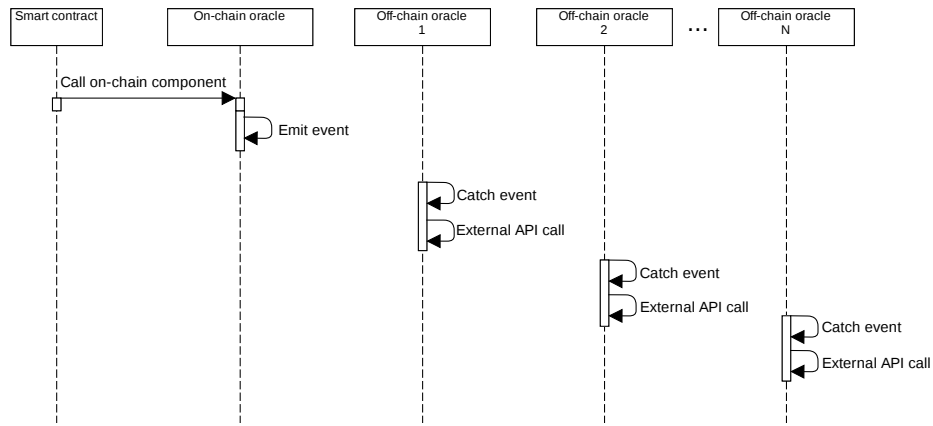 Smart contract
On-chain oracle
Off-chain oracle
1
Off-chain oracle
2
...
Off-chain oracle
N
Call on-chain component
Emit event
Catch event
External API call
Catch event
External API call
Catch event
External API call